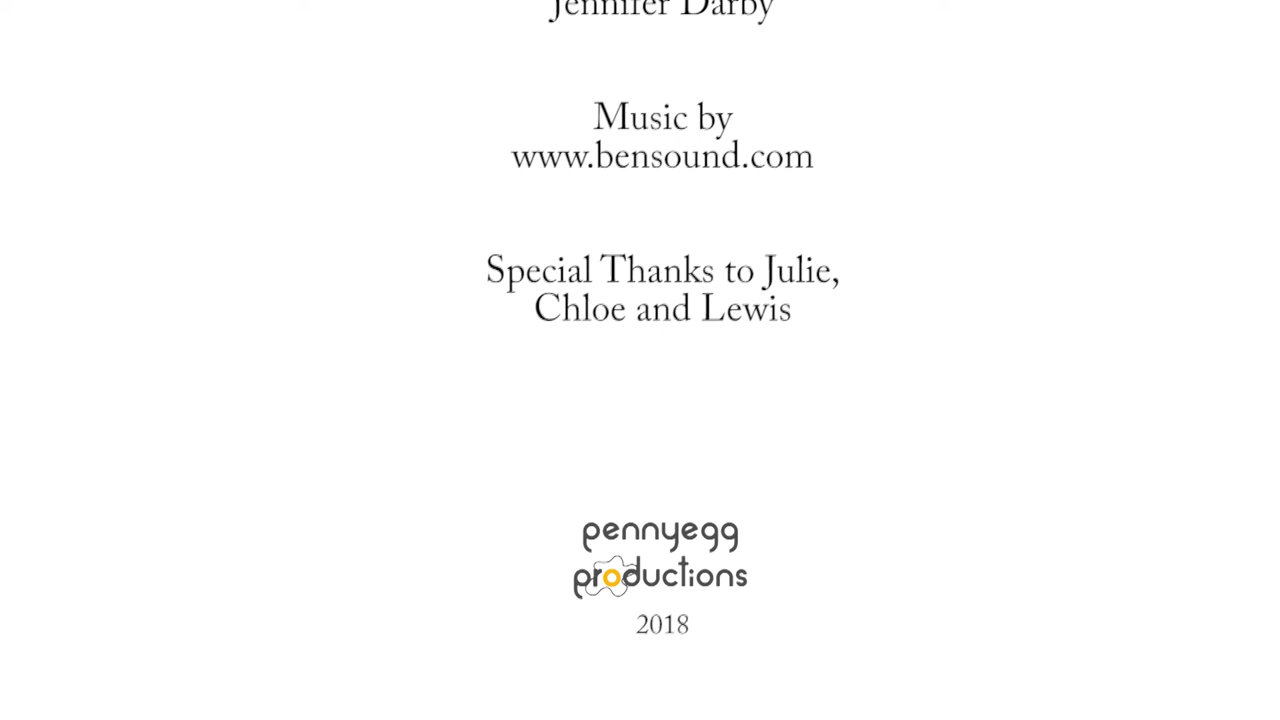 Jennifer Darby
Music by
www.bensound.com
Special Thanks to Julie,
Chloe and Lewis
pennyegg
productions
2018